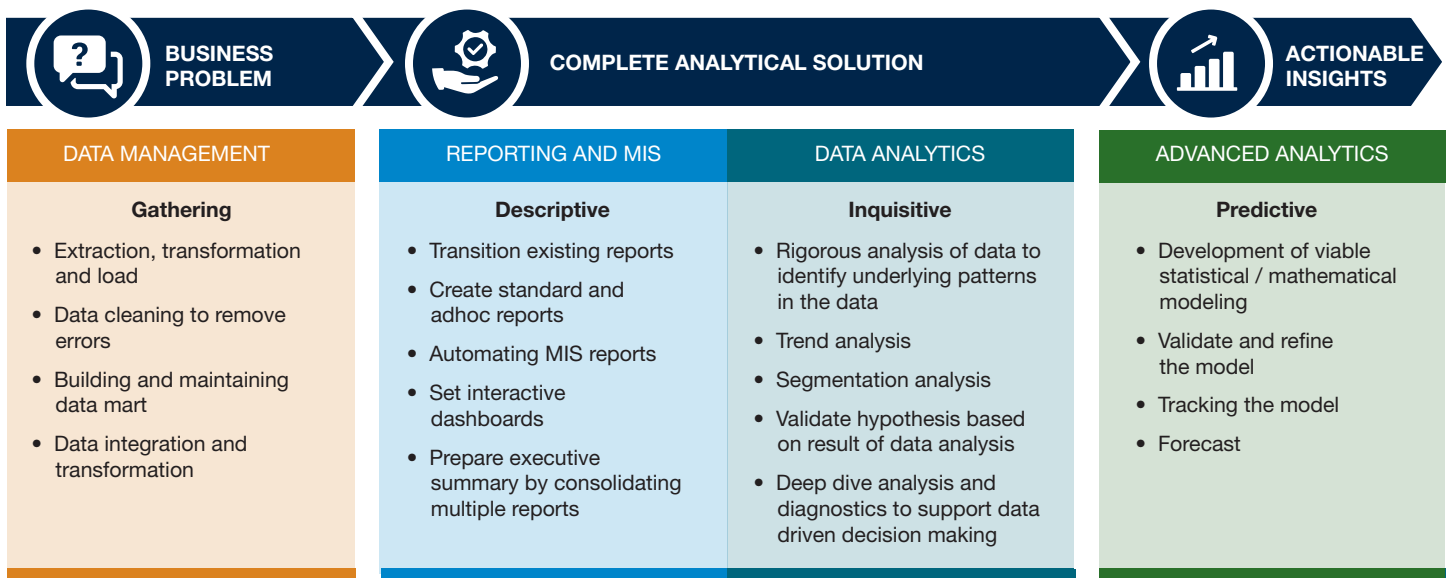 ?
BUSINESS
PROBLEM
COMPLETE ANALYTICAL SOLUTION
ACTIONABLE
INSIGHTS
DATA MANAGEMENT
Gathering
• Extraction, transformation
and load
• Data cleaning to remove
errors
• Building and maintaining
data mart
• Data integration and
transformation
REPORTING AND MIS
Descriptive
• Transition existing reports
• Create standard and
adhoc reports
• Automating MIS reports
• Set interactive
dashboards
• Prepare executive
summary by consolidating
multiple reports
DATA ANALYTICS
Inquisitive
• Rigorous analysis of data to
identify underlying patterns
in the data
• Trend analysis
• Segmentation analysis
• Validate hypothesis based
on result of data analysis
• Deep dive analysis and
diagnostics to support data
driven decision making
ADVANCED ANALYTICS
Predictive
• Development of viable
statistical / mathematical
modeling
• Validate and refine
the model
• Tracking the model
• Forecast